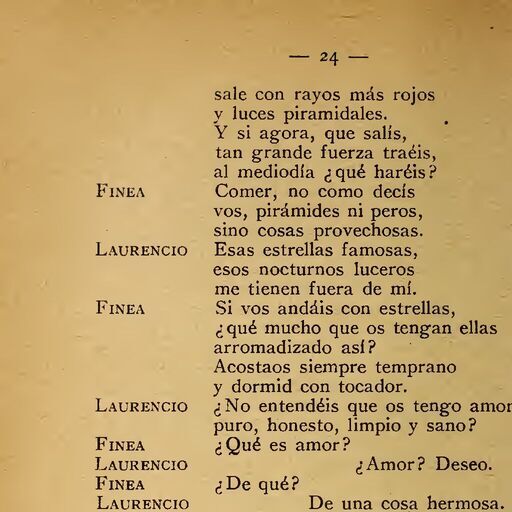 — 24 —
sale con rayos más rojos
y luces piramidales.
Y si agora, que salís,
tan grande fuerza traéis,
al mediodía ¿qué haréis?
FINEA Comer, no como decís
vos, pirámides ni peros,
sino cosas provechosas.
LAURENCIO Esas estrellas famosas,
esos nocturnos luceros
me tienen fuera de mí.
FINEA Si vos andáis con estrellas,
¿qué mucho que os tengan ellas
arromadizado así?
Acostaos siempre temprano
y dormid con tocador.
LAURENCIO ¿No entendéis que os tengo amor
puro, honesto, limpio y sano?
FINEA ¿Qué es amor?
LAURENCIO ¿Amor? Deseo.
FINEA ¿De qué?
LAURENCIO De una cosa hermosa.